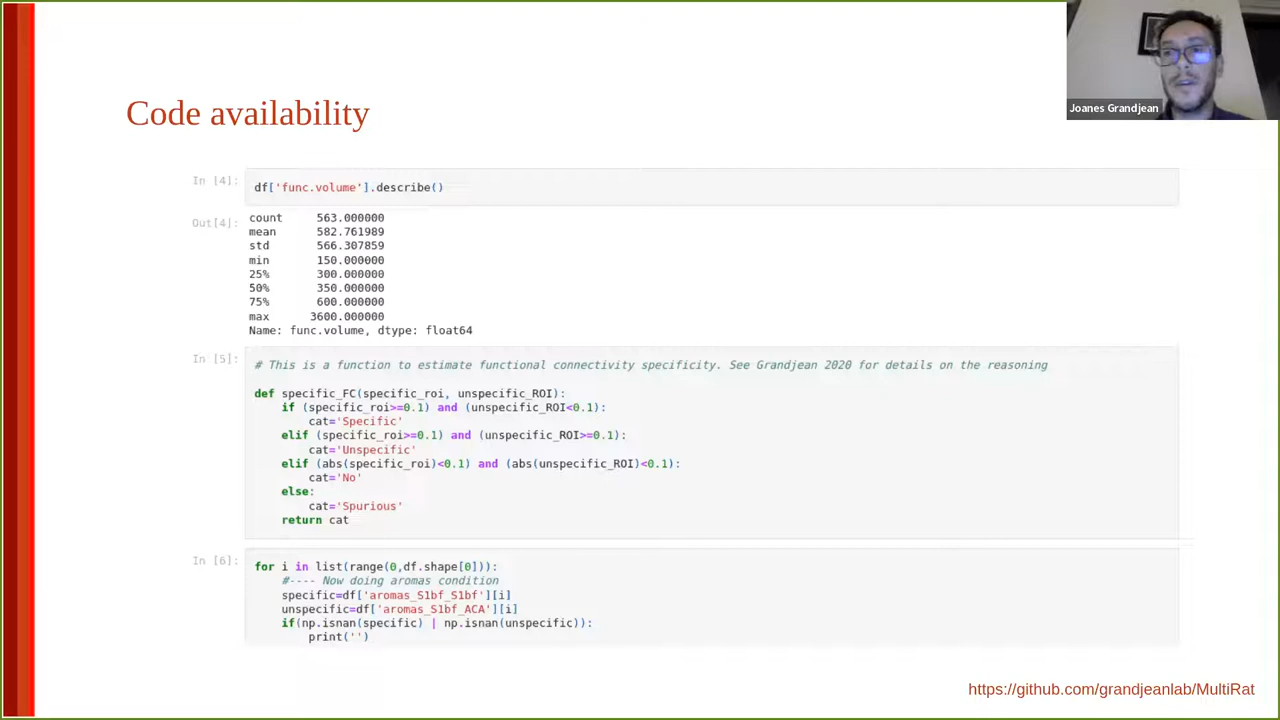 Joanes Grandjean
Code availability
In [4]:
df['func.volume'].describe()
Out[4]:
count 563.000000
mean 582.761989
std 566.307859
min 150.000000
25% 300.000000
50% 350.000000
75% 600.000000
max 3600.000000
Name: func.volume, dtype: float64
In [5]:
# This is a function to estimate functional connectivity specificity. See Grandjean 2020 for details on the reasoning
def specific_FC(specific_roi, unspecific_ROI):
if (specific_roi>=0.1) and (unspecific_ROI<0.1):
cat='Specific'
elif (specific_roi>=0.1) and (unspecific_ROI>=0.1):
cat='Unspecific'
elif (abs(specific_roi)<0.1) and (abs(unspecific_ROI)<0.1):
cat='No'
else:
cat='Spurious'
return cat
In [6]:
for i in list(range(0,df.shape[0])):
#---- Now doing aromas condition
specific=df['aromas_S1bf_S1bf'][i]
unspecific=df['aromas_S1bf_ACA'][i]
if(np.isnan(specific) | np.isnan(unspecific)):
print('')
https://github.com/grandjeanlab/MultiRat